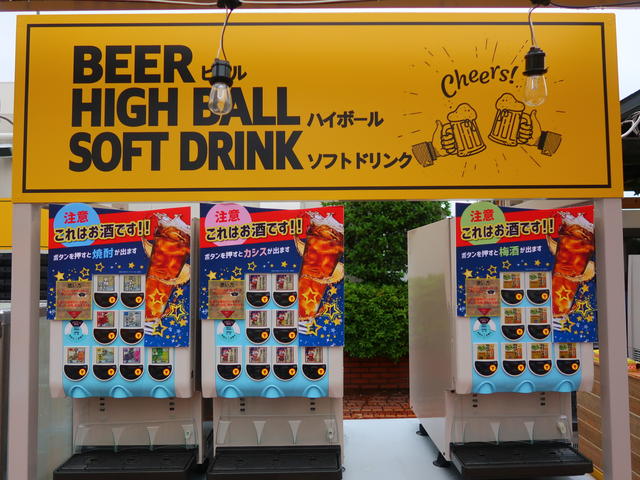 BEER ビール
HIGH BALL ハイボール
SOFT DRINK ソフトドリンク
Cheers!
注意
これはお酒です!!
ボタンを押すと焼酎が出ます
注意
これはお酒です!!
ボタンを押すとカシスが出ます
注意
これはお酒です!!
ボタンを押すと梅酒が出ます